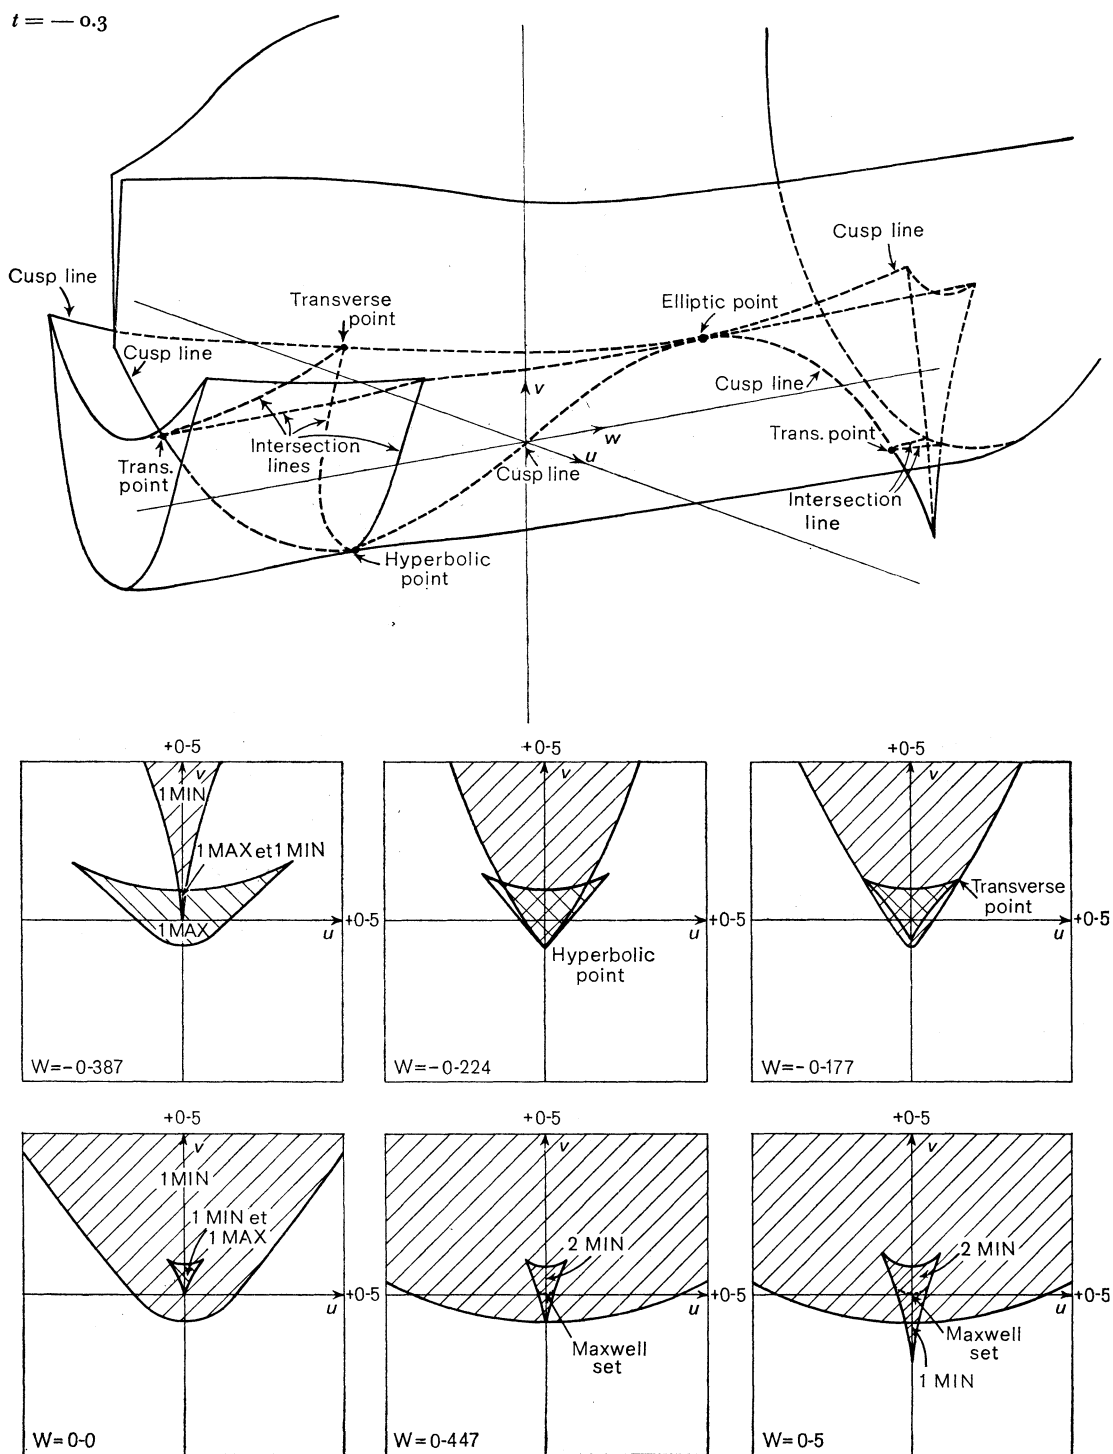 t = — 0.3
Cusp line
Cusp line
Transverse
point
Elliptic point
Cusp line
Cusp line
v
Trans. point
w
u
Intersection
lines
Trans.
point
Cusp line
Intersection
line
Hyperbolic
point
+0-5
v
1 MIN
1 MAX et 1 MIN
1 MAX
u
+0-5
W=-0-387
+0-5
v
u
+0-5
Hyperbolic
point
W=-0-224
+0-5
v
Transverse
point
u
+0-5
W=-0-177
+0-5
v
1 MIN
1 MIN et
1 MAX
u
+0-5
W=0-0
+0-5
v
2 MIN
u
+0-5
Maxwell
set
W=0-447
+0-5
v
2 MIN
u
+0-5
Maxwell
set
1 MIN
W=0-5